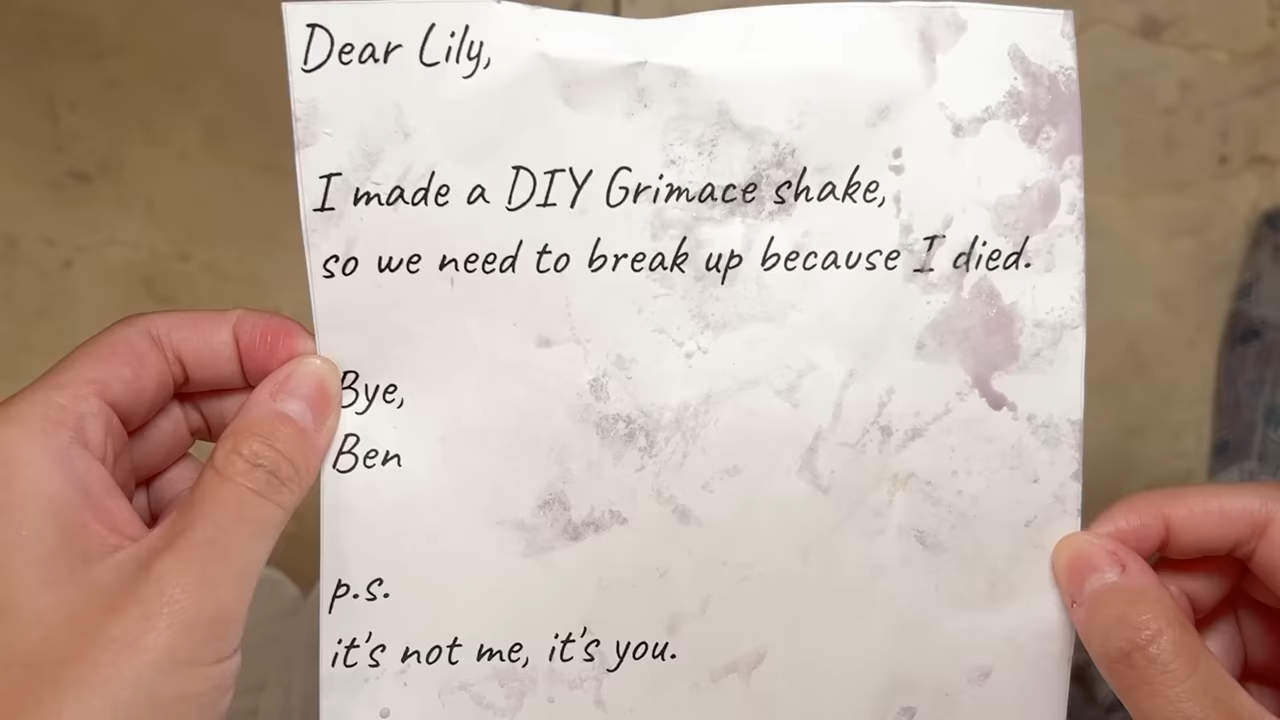 Dear Lily,
I made a DIY Grimace shake,
so we need to break up because I died.
Bye,
Ben
p.s.
it's not me, it's you.